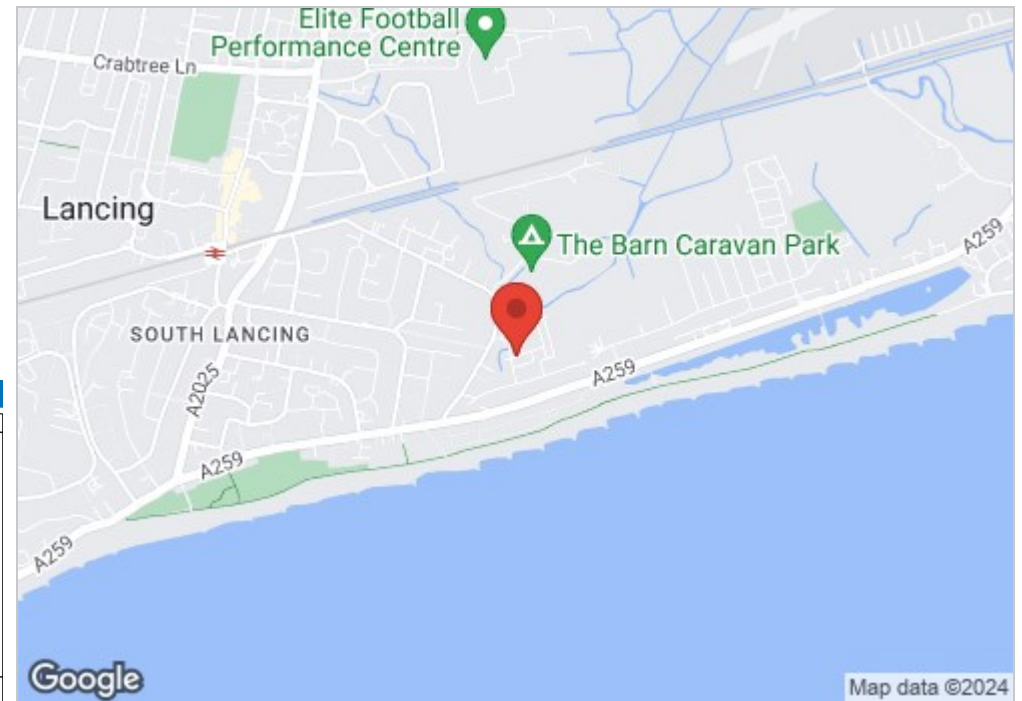 Elite Football
Performance Centre
Crabtree Ln
Lancing
The Barn Caravan Park
A259
SOUTH LANCING
A259
A2025
A259
A259
Google
Map data ©2024